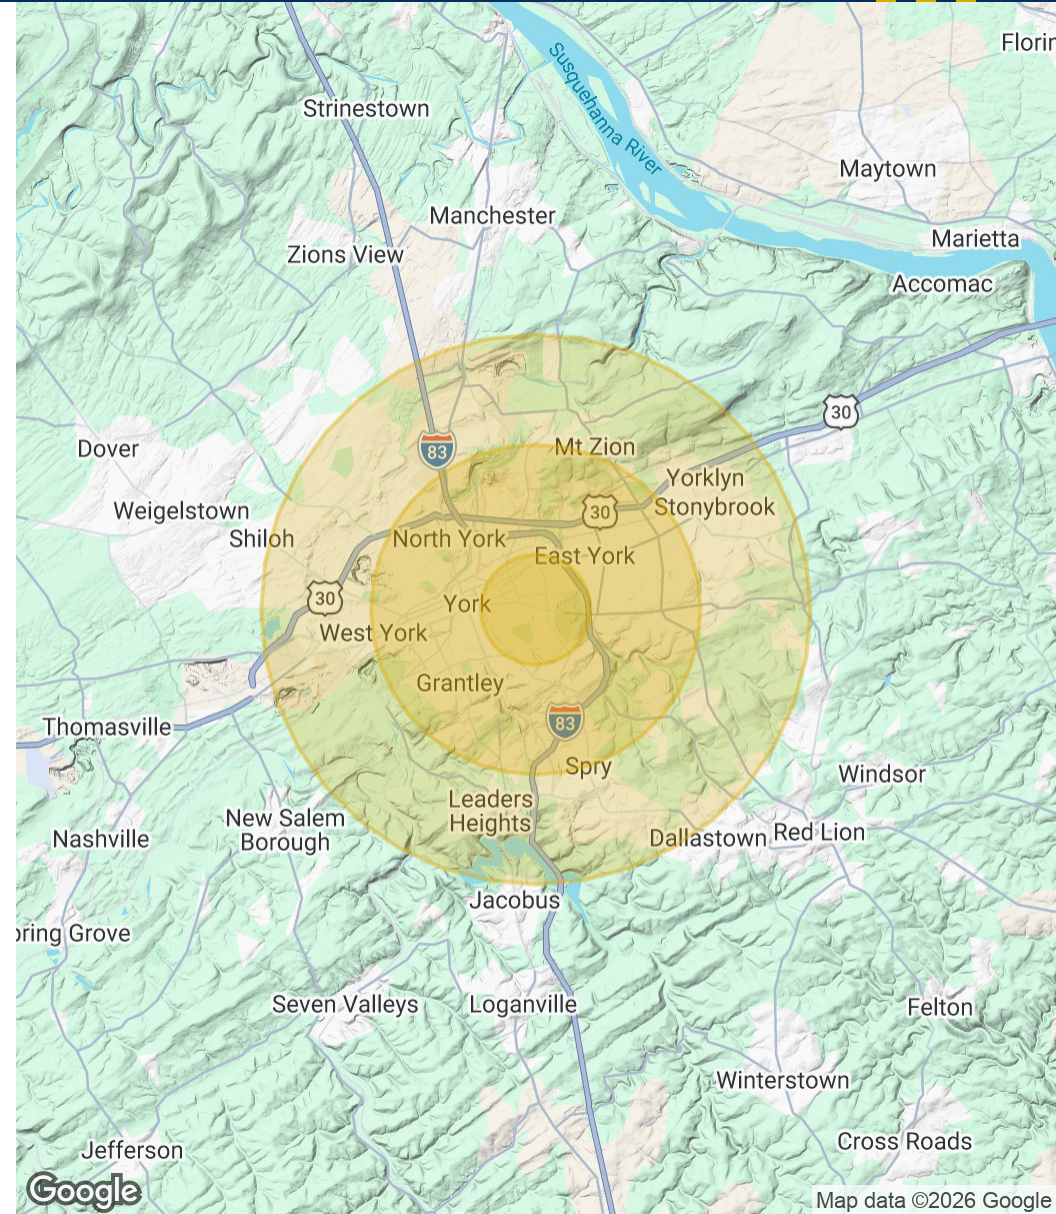 Florin
Susquehanna River
Strinestown
Maytown
Manchester
Marietta
Zions View
Accomac
30
Dover
Mt Zion
83
Yorklyn
Weigelstown
30
Stonybrook
Shiloh
North York
East York
30
York
West York
Grantley
83
Thomasville
Spry
Windsor
Leaders
Heights
New Salem
Borough
Nashville
Dallastown
Red Lion
Jacobus
pring Grove
Seven Valleys
Loganville
Felton
Winterstown
Cross Roads
Jefferson
Google
Map data ©2026 Google